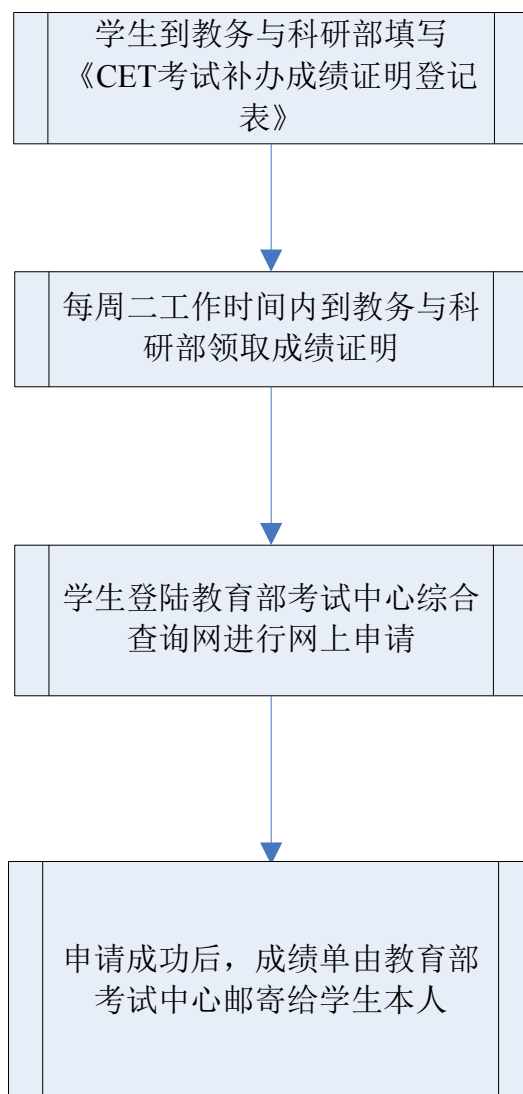 学生到教务与科研部填写
《CET考试补办成绩证明登记
表》
每周二工作时间内到教务与科
研部领取成绩证明
学生登陆教育部考试中心综合
查询网进行网上申请
申请成功后，成绩单由教育部
考试中心邮寄给学生本人